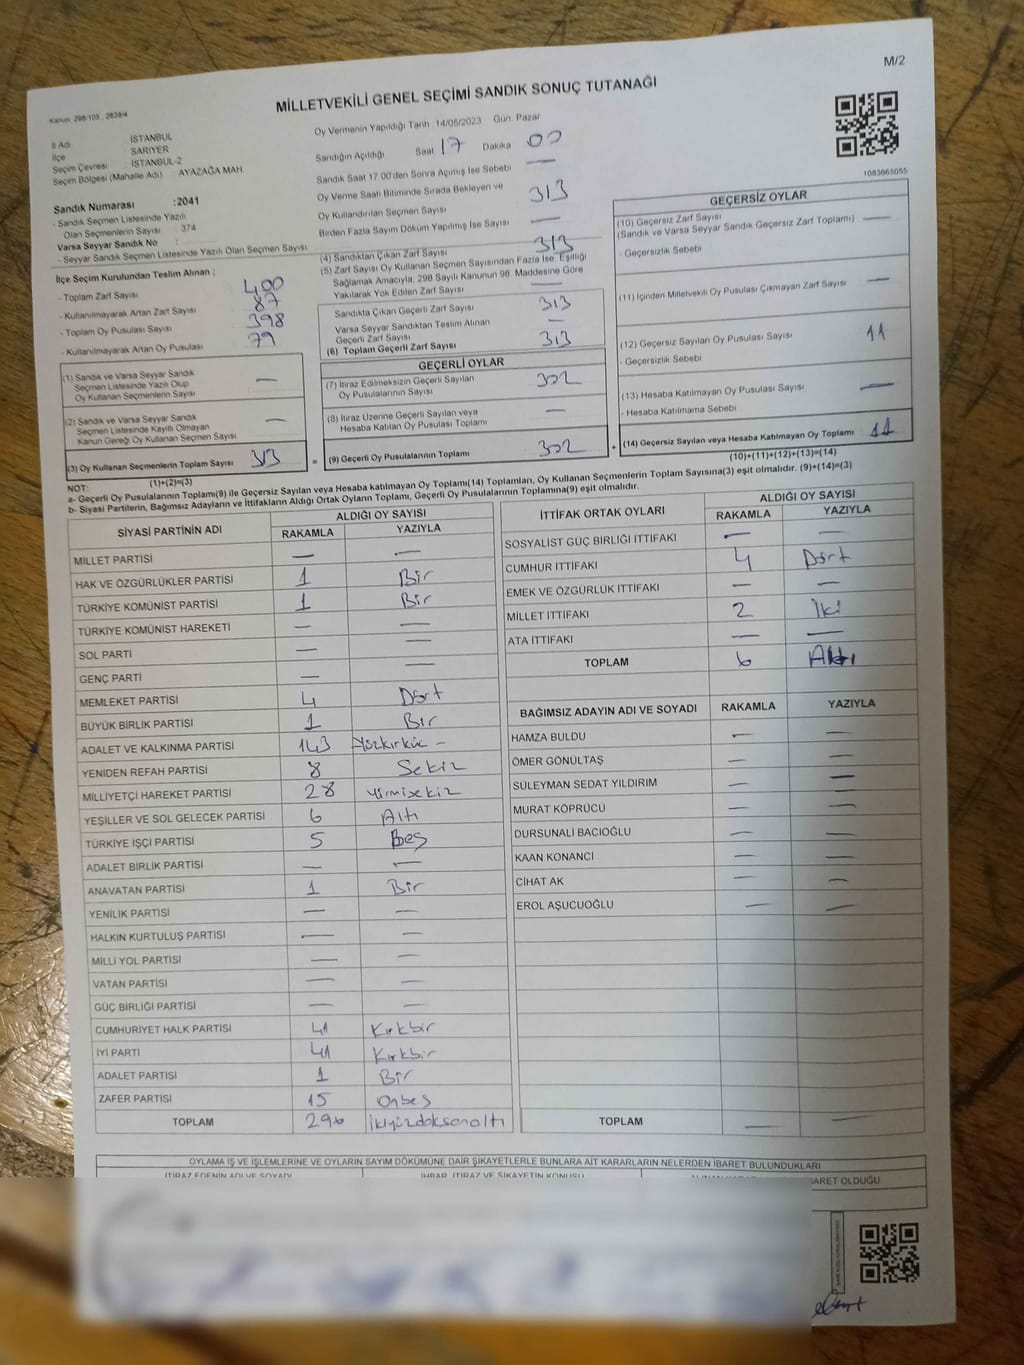 M/2
MİLLETVEKİLİ GENEL SEÇİMİ SANDIK SONUÇ TUTANAĞI
Kanun: 298/105 , 2839/4
İl Adı : İSTANBUL
İlçe : SARIYER
Seçim Çevresi : İSTANBUL-2
Seçim Bölgesi (Mahalle Adı) : AYAZAĞA MAH.
Sandık Numarası :2041
- Sandık Seçmen Listesinde Yazılı
Olan Seçmenlerin Sayısı : 374
Varsa Seyyar Sandık No :
- Seyyar Sandık Seçmen Listesinde Yazılı Olan Seçmen Sayısı:
İlçe Seçim Kurulundan Teslim Alınan ;
- Toplam Zarf Sayısı : 400
- Kullanılmayarak Artan Zarf Sayısı : 87
- Toplam Oy Pusulası Sayısı : 398
- Kullanılmayarak Artan Oy Pusulası : 79
Oy Vermenin Yapıldığı Tarih : 14/05/2023 Gün: Pazar
Sandığın Açıldığı Saat 17 Dakika 00
Sandık Saat 17:00'den Sonra Açılmış İse Sebebi —
Oy Verme Saati Bitiminde Sırada Bekleyen ve
Oy Kullandırılan Seçmen Sayısı 313
Birden Fazla Sayım Döküm Yapılmış İse Sayısı —
(4) Sandıktan Çıkan Zarf Sayısı 313
(5) Zarf Sayısı Oy Kullanan Seçmen Sayısından Fazla İse, Eşitliği
Sağlamak Amacıyla; 298 Sayılı Kanunun 98. Maddesine Göre
Yakılarak Yok Edilen Zarf Sayısı —
Sandıkta Çıkan Geçerli Zarf Sayısı 313
Varsa Seyyar Sandıktan Teslim Alınan
Geçerli Zarf Sayısı —
(6) Toplam Geçerli Zarf Sayısı 313
1083665055
(1) Sandık ve Varsa Seyyar Sandık
Seçmen Listesinde Yazılı Olup
Oy Kullanan Seçmenlerin Sayısı —
(2) Sandık ve Varsa Seyyar Sandık
Seçmen Listesinde Kayıtlı Olmayan
Kanun Gereği Oy Kullanan Seçmen Sayısı —
(3) Oy Kullanan Seçmenlerin Toplam Sayısı 313
(1)+(2)=(3)
GEÇERLİ OYLAR
(7) İtiraz Edilmeksizin Geçerli Sayılan
Oy Pusulalarının Sayısı 302
(8) İtiraz Üzerine Geçerli Sayılan veya
Hesaba Katılan Oy Pusulası Toplamı —
(9) Geçerli Oy Pusulalarının Toplamı 302
GEÇERSİZ OYLAR
(10) Geçersiz Zarf Sayısı
(Sandık ve Varsa Seyyar Sandık Geçersiz Zarf Toplamı) —
- Geçersizlik Sebebi
(11) İçinden Milletvekili Oy Pusulası Çıkmayan Zarf Sayısı —
(12) Geçersiz Sayılan Oy Pusulası Sayısı 11
- Geçersizlik Sebebi
(13) Hesaba Katılmayan Oy Pusulası Sayısı —
- Hesaba Katılmama Sebebi
(14) Geçersiz Sayılan veya Hesaba Katılmayan Oy Toplamı 11
(10)+(11)+(12)+(13)=(14)
NOT:
a- Geçerli Oy Pusulalarının Toplamı(9) ile Geçersiz Sayılan veya Hesaba katılmayan Oy Toplamı(14) Toplamları, Oy Kullanan Seçmenlerin Toplam Sayısına(3) eşit olmalıdır. (9)+(14)=(3)
b- Siyasi Partilerin, Bağımsız Adayların ve İttifakların Aldığı Ortak Oyların Toplamı, Geçerli Oy Pusulalarının Toplamına(9) eşit olmalıdır.
SİYASİ PARTİNİN ADI ALDIĞI OY SAYISI
RAKAMLA YAZIYLA
MİLLET PARTİSİ — —
HAK VE ÖZGÜRLÜKLER PARTİSİ 1 Bir
TÜRKİYE KOMÜNİST PARTİSİ 1 Bir
TÜRKİYE KOMÜNİST HAREKETİ — —
SOL PARTİ — —
GENÇ PARTİ — —
MEMLEKET PARTİSİ 4 Dört
BÜYÜK BİRLİK PARTİSİ 1 Bir
ADALET VE KALKINMA PARTİSİ 143 Yüzkırküç –
YENİDEN REFAH PARTİSİ 8 Sekiz
MİLLİYETÇİ HAREKET PARTİSİ 28 Yirmisekiz
YEŞİLLER VE SOL GELECEK PARTİSİ 6 Altı
TÜRKİYE İŞÇİ PARTİSİ 5 Beş
ADALET BİRLİK PARTİSİ — —
ANAVATAN PARTİSİ 1 Bir
YENİLİK PARTİSİ — —
HALKIN KURTULUŞ PARTİSİ — —
MİLLİ YOL PARTİSİ — —
VATAN PARTİSİ — —
GÜÇ BİRLİĞİ PARTİSİ — —
CUMHURİYET HALK PARTİSİ 41 Kırkbir
İYİ PARTİ 41 Kırkbir
ADALET PARTİSİ 1 Bir
ZAFER PARTİSİ 15 Onbeş
TOPLAM 296 İkiyüzdoksanaltı
İTTİFAK ORTAK OYLARI ALDIĞI OY SAYISI
RAKAMLA YAZIYLA
SOSYALİST GÜÇ BİRLİĞİ İTTİFAKI — —
CUMHUR İTTİFAKI 4 Dört
EMEK VE ÖZGÜRLÜK İTTİFAKI — —
MİLLET İTTİFAKI 2 İki
ATA İTTİFAKI — —
TOPLAM 6 Altı
BAĞIMSIZ ADAYIN ADI VE SOYADI RAKAMLA YAZIYLA
HAMZA BULDU — —
ÖMER GÖNÜLTAŞ — —
SÜLEYMAN SEDAT YILDIRIM — —
MURAT KÖPRÜCÜ — —
DURSUNALİ BACIOĞLU — —
KAAN KONANCİ — —
CİHAT AK — —
EROL AŞUCUOĞLU — —
TOPLAM — —
OYLAMA İŞ VE İŞLEMLERİNE VE OYLARIN SAYIM DÖKÜMÜNE DAİR ŞİKAYETLERLE BUNLARA AİT KARARLARIN NELERDEN İBARET BULUNDUKLARI
İTİRAZ EDENİN ADI VE SOYADI İHBAR, İTİRAZ VE ŞİKAYETİN KONUSU